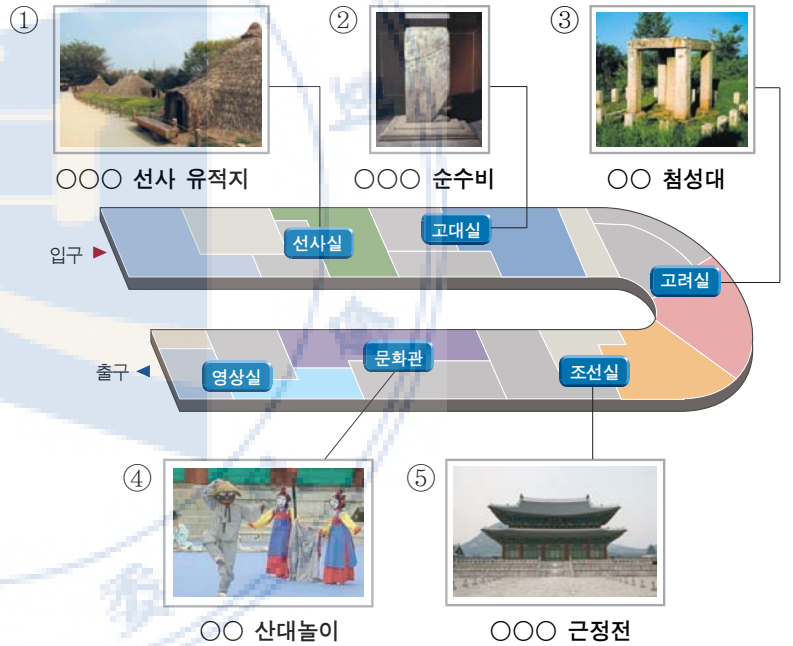 ① ② ③
○○○ 선사 유적지 ○○○ 순수비 ○○ 첨성대
입구
선사실
고대실
고려실
출구
영상실
문화관
조선실
④ ⑤
○○ 산대놀이 ○○○ 근정전